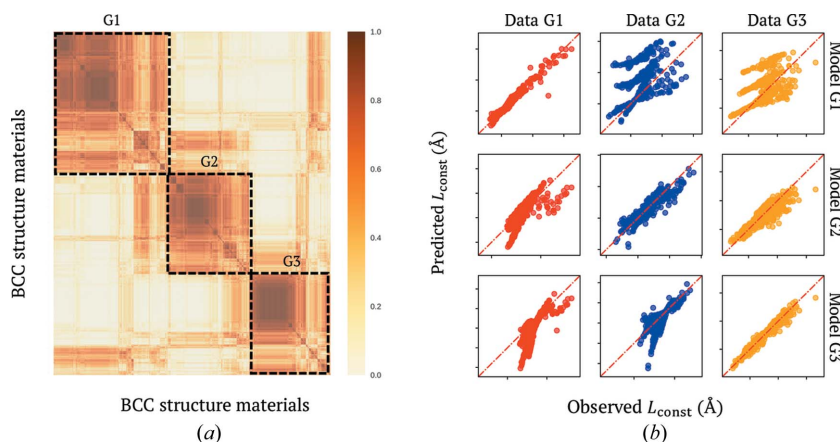 G1
G2
G3
BCC structure materials
BCC structure materials
1.0
0.8
0.6
0.4
0.2
0.0
(a)
(b)
Data G1 Data G2 Data G3
Model G1
Model G2
Model G3
Predicted Lconst (Å)
Observed Lconst (Å)